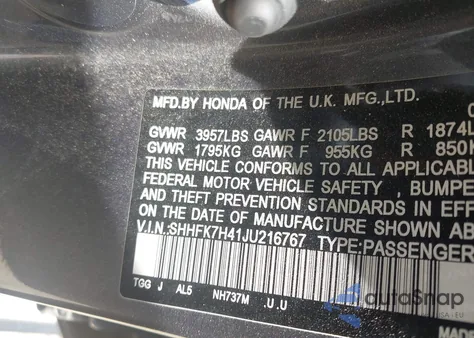 MFD.BY HONDA OF THE U.K. MFG.,LTD.
GVWR 3957LBS GAWR F 2105LBS R 1874L
GVWR 1795KG GAWR F 955KG R 850K
THIS VEHICLE CONFORMS TO ALL APPLICABL
FEDERAL MOTOR VEHICLE SAFETY , BUMPE
AND THEFT PREVENTION STANDARDS IN EFFEC
THE DATE OF MANUFACTURE SHOWN AB
V.I.N:SHHFK7H41JU216767 TYPE:PASSENGER
TGG J AL5 NH737M .U.U
autoSnap
MAD